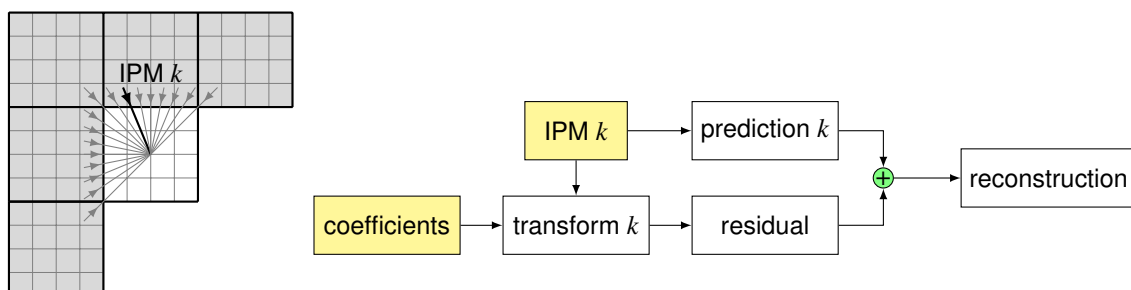 IPM k
IPM k
prediction k
+
reconstruction
coefficients
transform k
residual